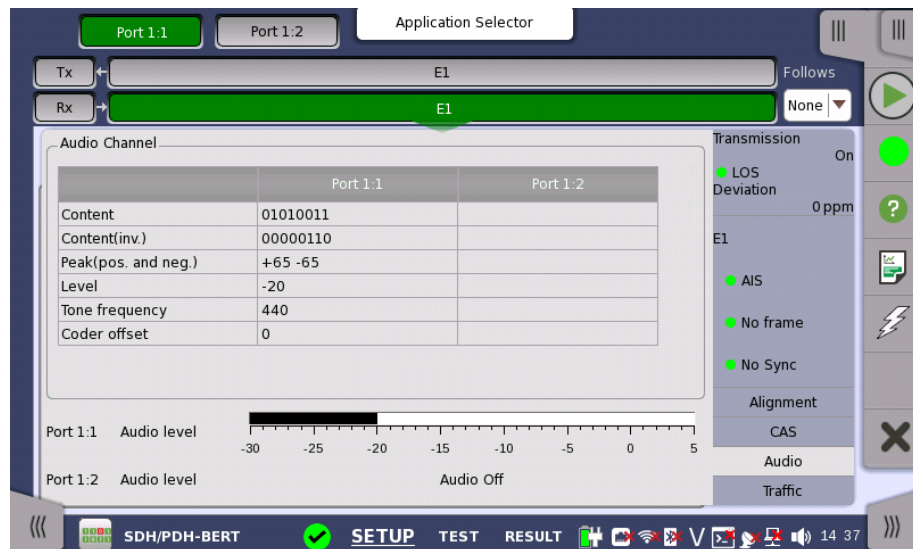 Application Selector
Port 1:1 Port 1:2
Tx E1 Follows
Rx E1 None
Audio Channel
Port 1:1 Port 1:2
Content 01010011
Content(inv.) 00000110
Peak(pos. and neg.) +65 -65
Level -20
Tone frequency 440
Coder offset 0
Port 1:1 Audio level
-30 -25 -20 -15 -10 -5 0 5
Port 1:2 Audio level Audio Off
Transmission
On
LOS
Deviation
0 ppm
E1
AIS
No frame
No Sync
Alignment
CAS
Audio
Traffic
SDH/PDH-BERT SETUP TEST RESULT V 14 37